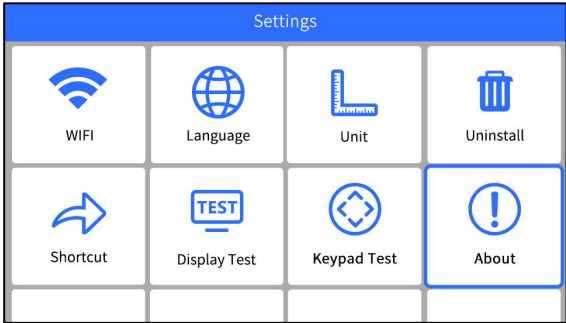 Settings
WIFI
Language
Unit
Uninstall
TEST
Shortcut
Display Test
Keypad Test
About